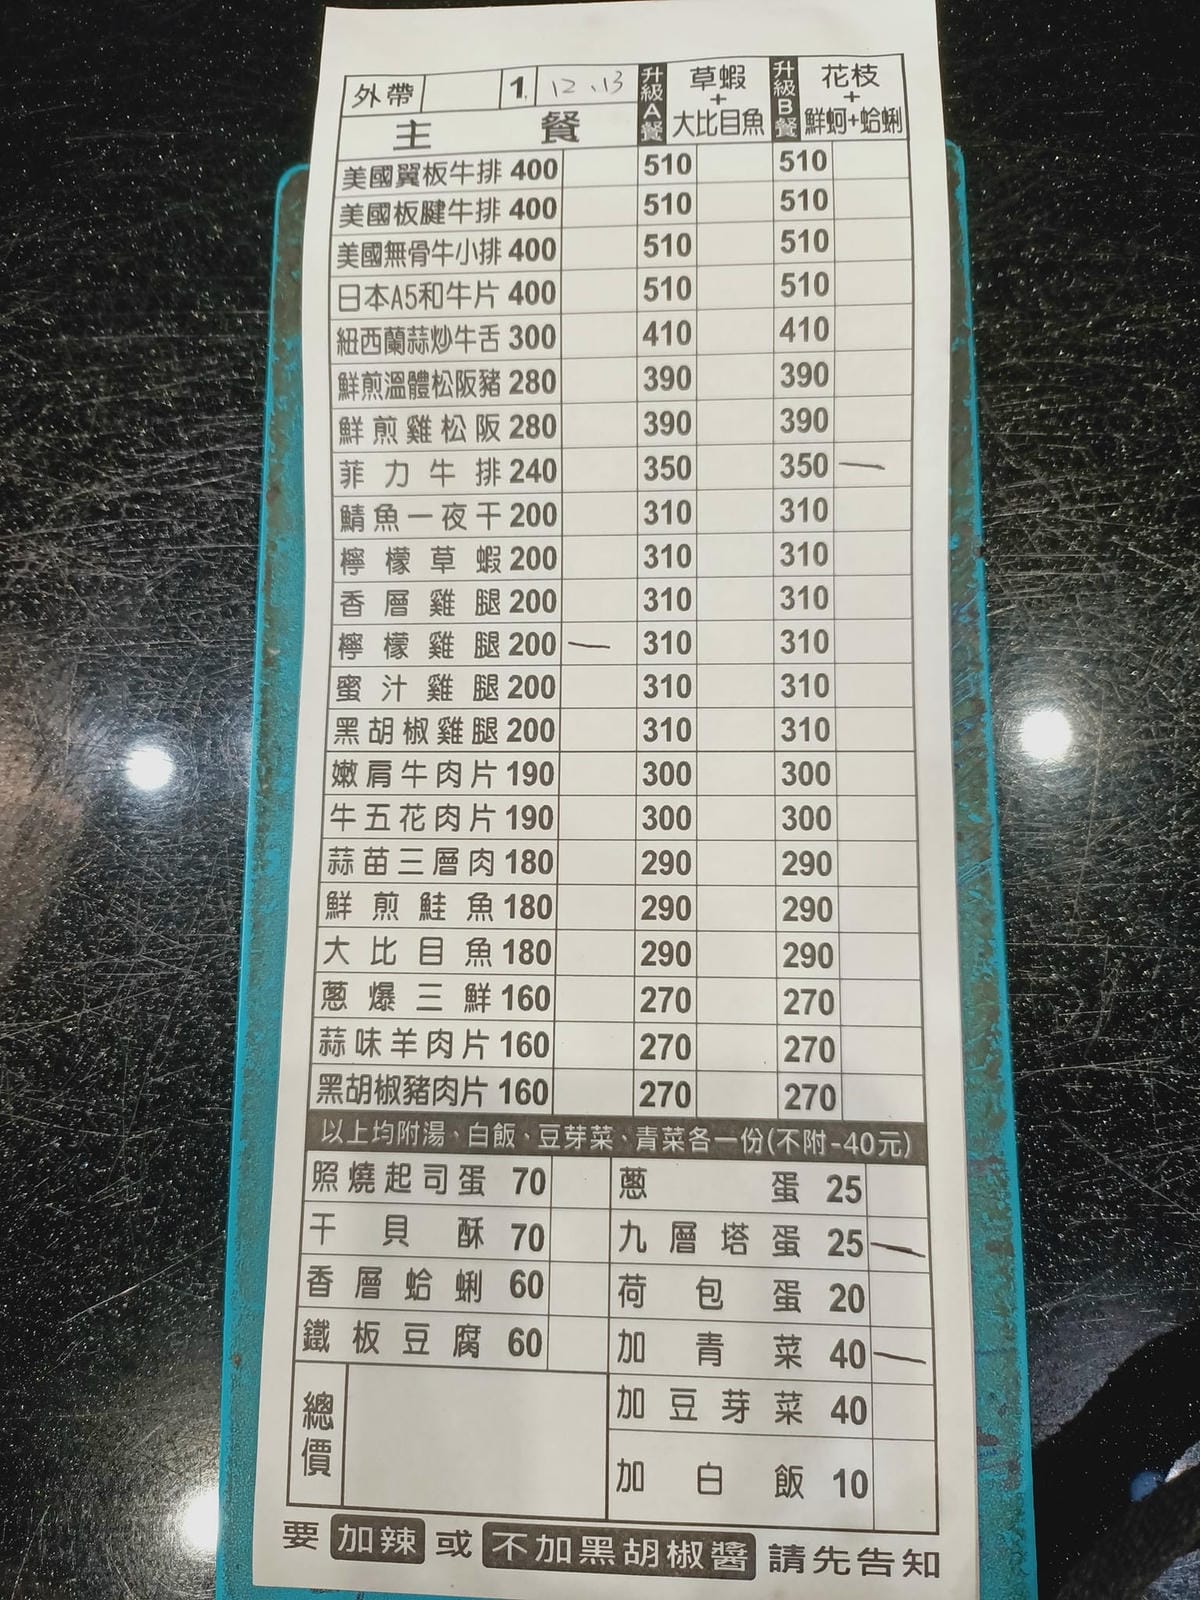 外帶 1. 12、13 升級A餐 草蝦+大比目魚 升級B餐 花枝+鮮蚵+蛤蜊
主餐
美國翼板牛排 400 510 510
美國板腱牛排 400 510 510
美國無骨牛小排 400 510 510
日本A5和牛片 400 510 510
紐西蘭蒜炒牛舌 300 410 410
鮮煎溫體松阪豬 280 390 390
鮮煎雞松阪 280 390 390
菲力牛排 240 350 350 一
鯖魚一夜干 200 310 310
檸檬草蝦 200 310 310
香層雞腿 200 310 310
檸檬雞腿 200 一 310 310
蜜汁雞腿 200 310 310
黑胡椒雞腿 200 310 310
嫩肩牛肉片 190 300 300
牛五花肉片 190 300 300
蒜苗三層肉 180 290 290
鮮煎鮭魚 180 290 290
大比目魚 180 290 290
蔥爆三鮮 160 270 270
蒜味羊肉片 160 270 270
黑胡椒豬肉片 160 270 270
以上均附湯、白飯、豆芽菜、青菜各一份(不附-40元)
照燒起司蛋 70 蔥蛋 25
干貝酥 70 九層塔蛋 25 一
香層蛤蜊 60 荷包蛋 20
鐵板豆腐 60 加青菜 40 一
總價 加豆芽菜 40
加白飯 10
要 加辣 或 不加黑胡椒醬 請先告知